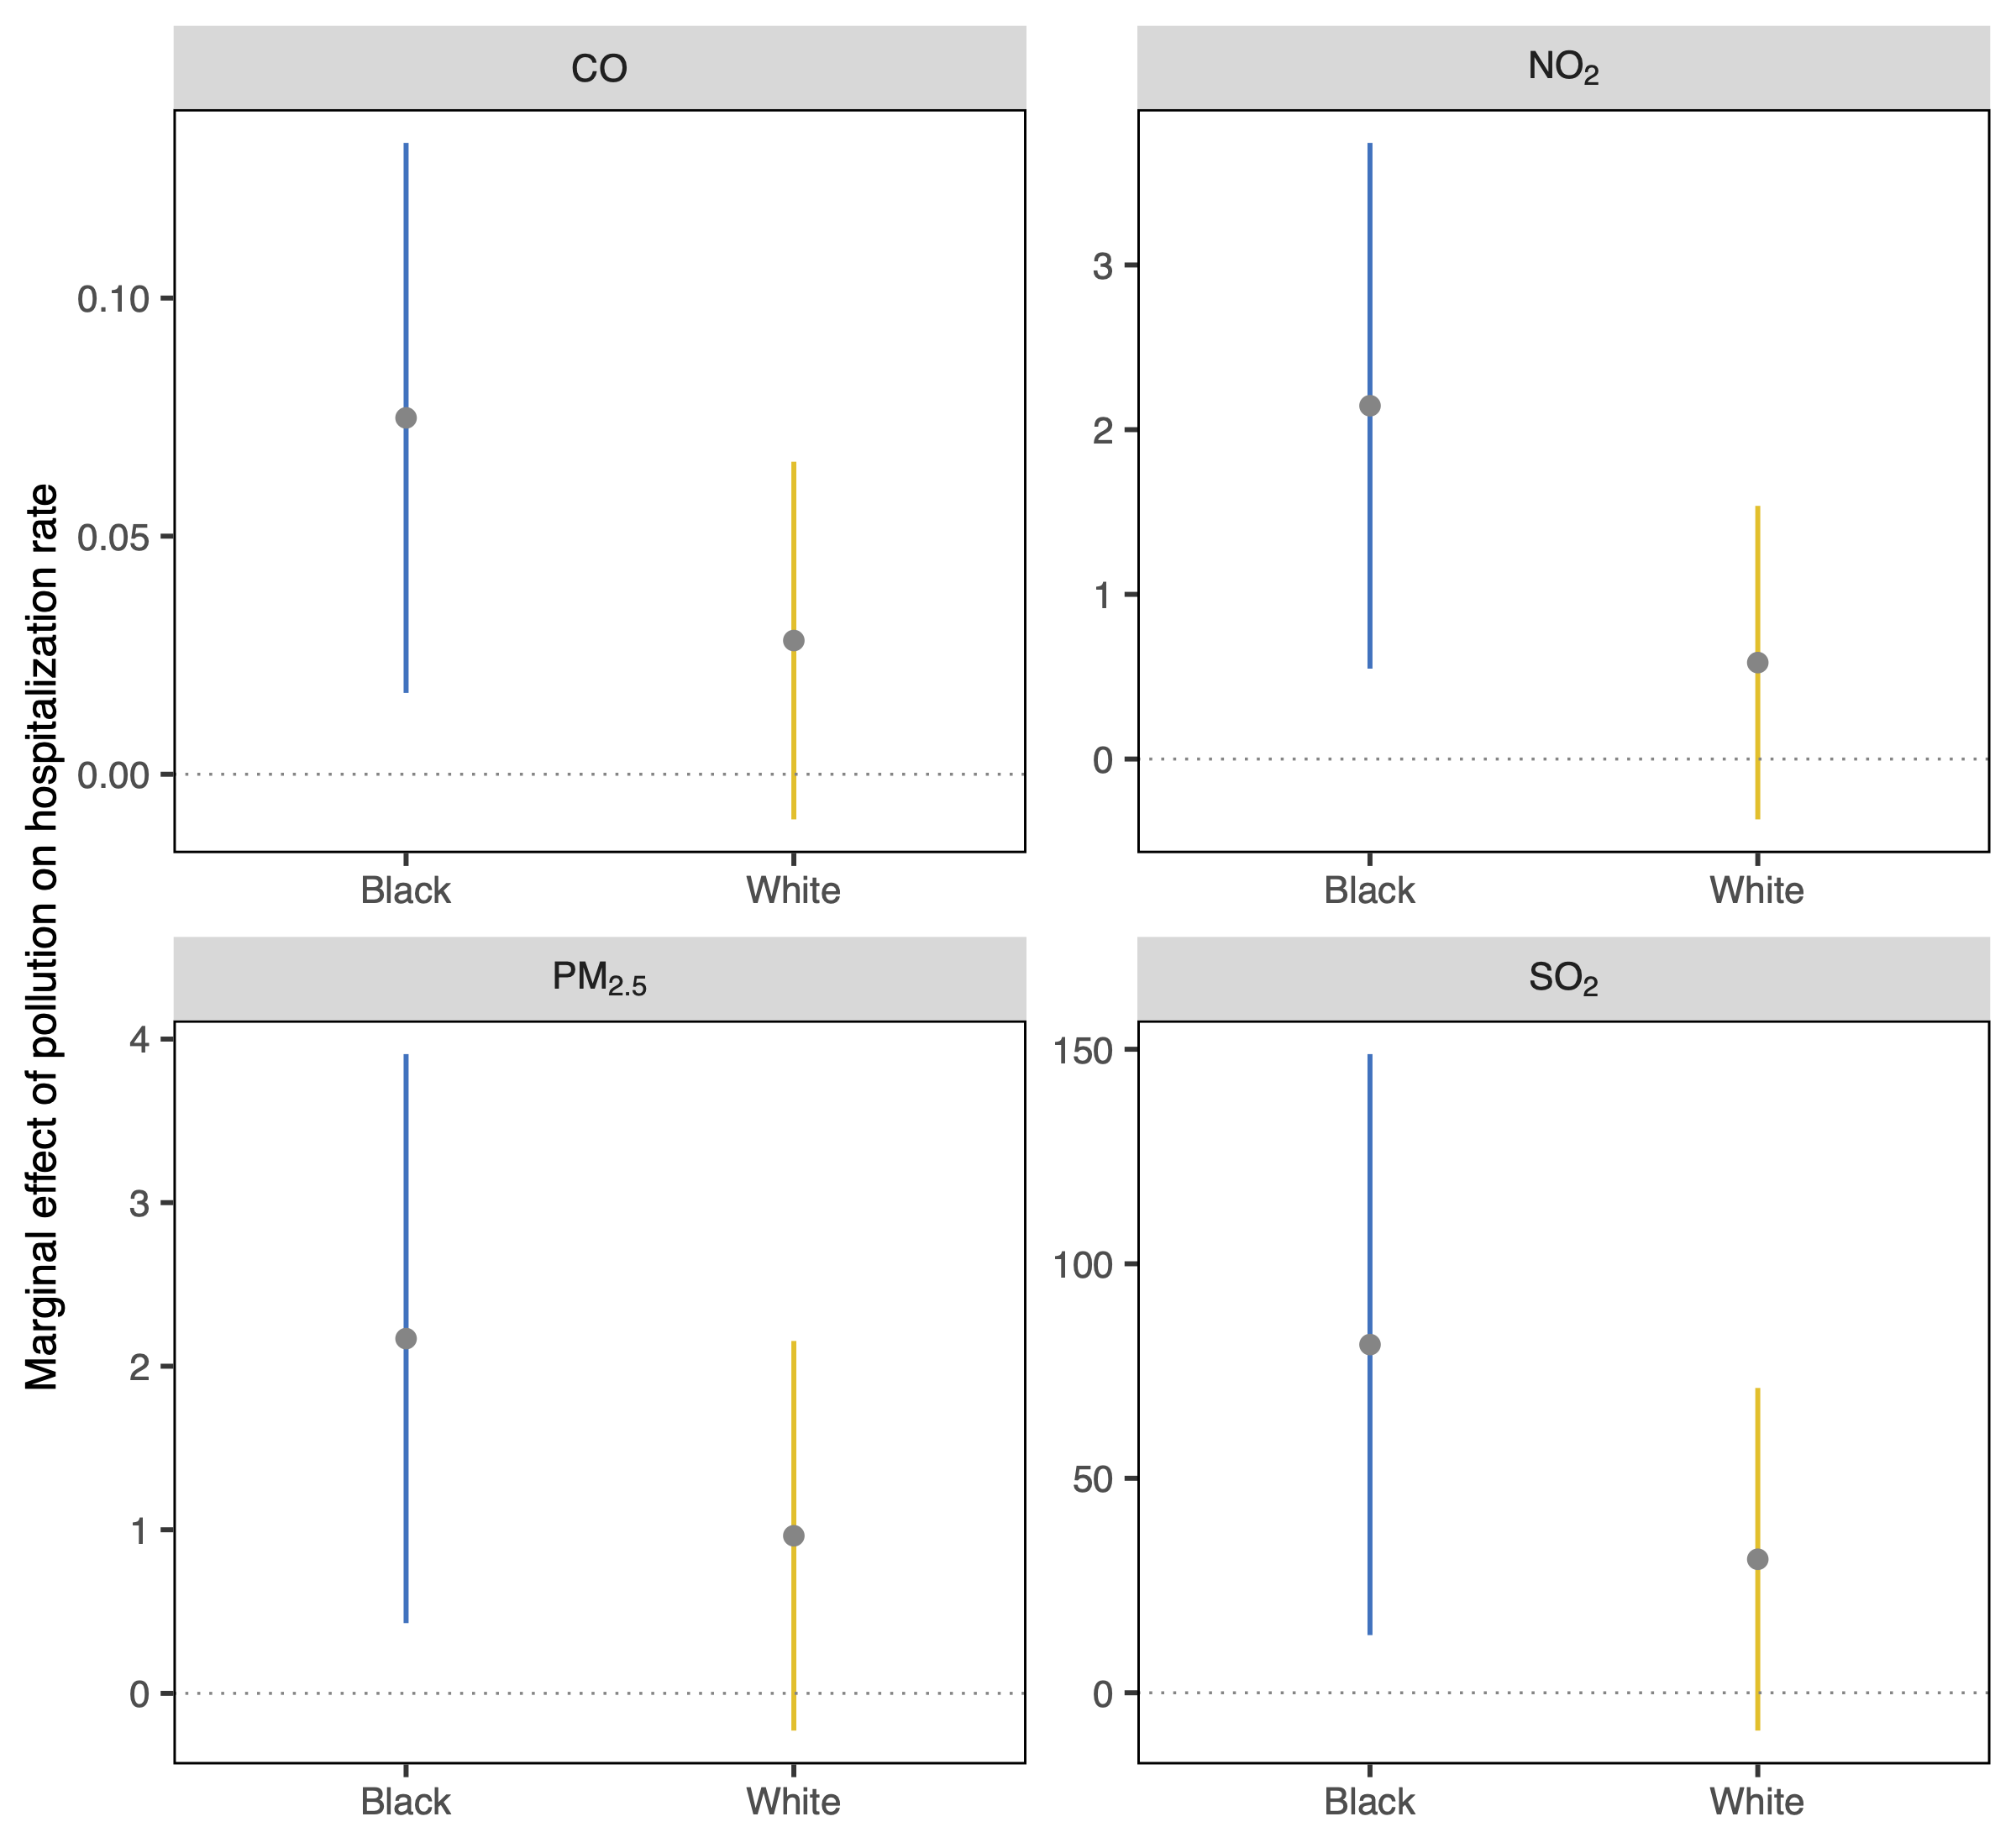 Marginal effect of pollution on hospitalization rate
CO
0.10
0.05
0.00
Black White
NO₂
3
2
1
0
Black White
PM₂.₅
4
3
2
1
0
Black White
SO₂
150
100
50
0
Black White